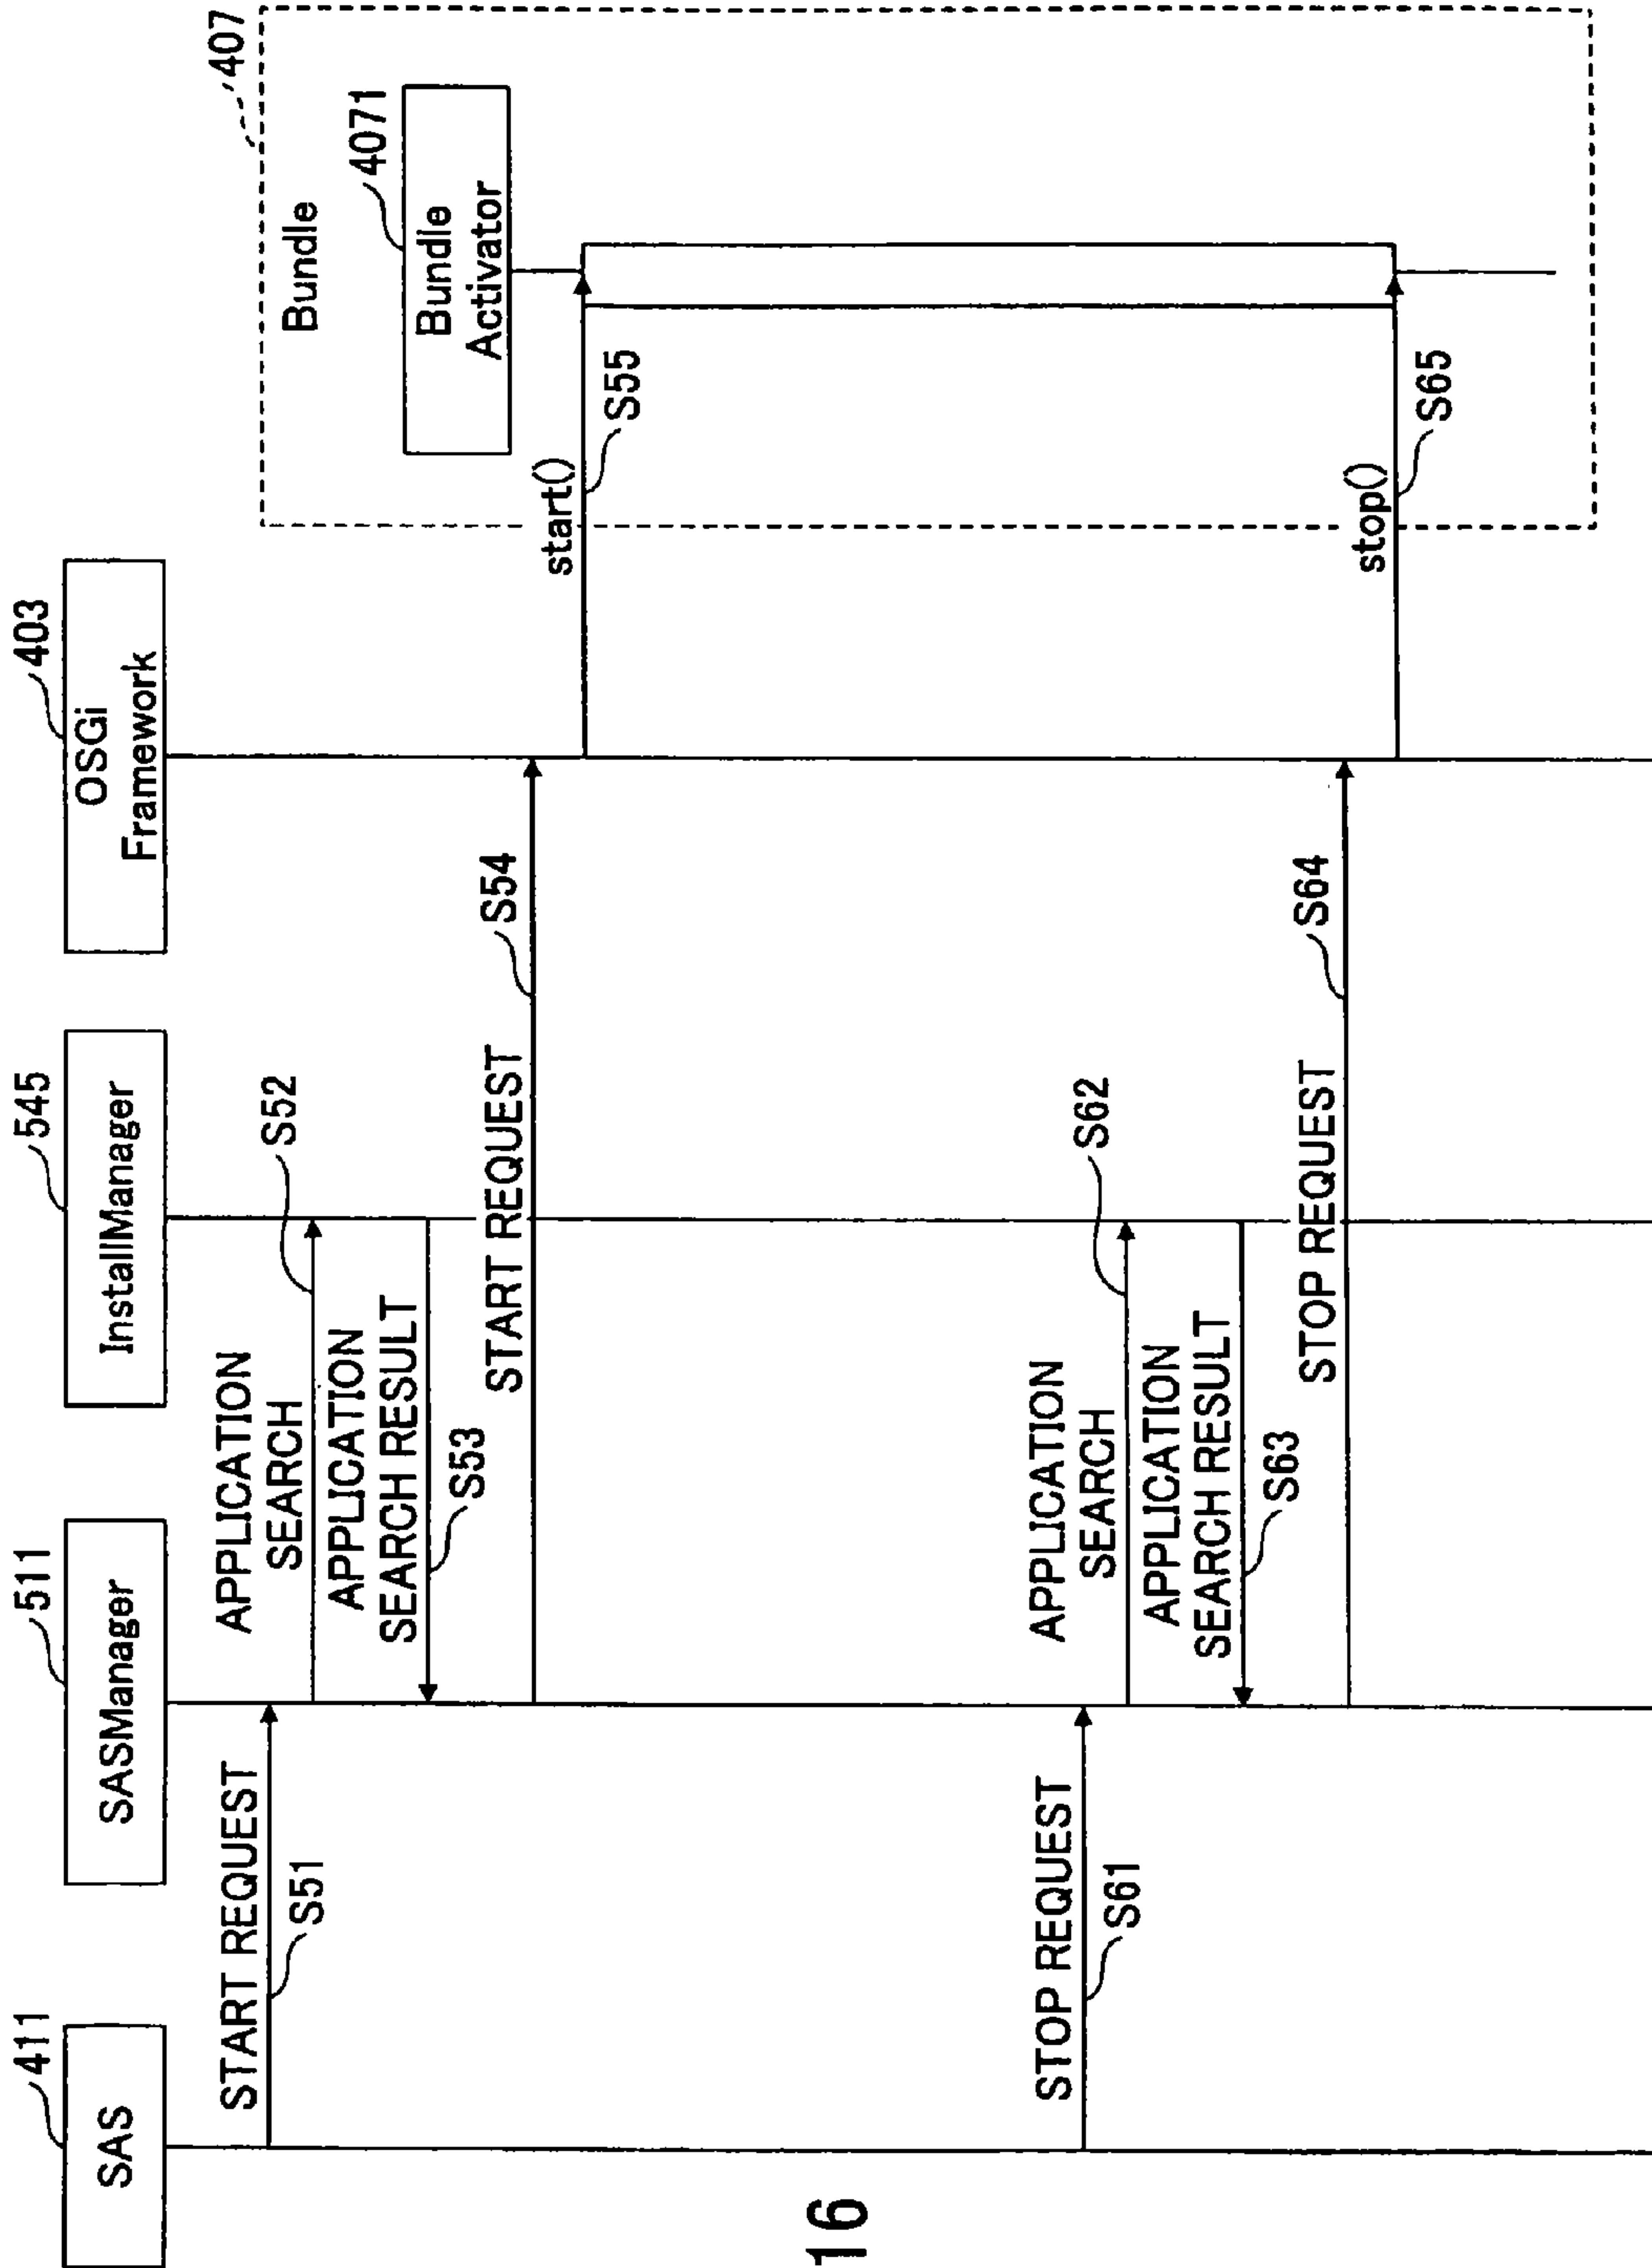 411
SAS
511
SASManager
545
InstallManager
403
OSGi
Framework
407
Bundle
4071
Bundle
Activator
START REQUEST
S51
APPLICATION
SEARCH
S52
APPLICATION
SEARCH RESULT
S53
START REQUEST
S54
start()
S55
STOP REQUEST
S61
APPLICATION
SEARCH
S62
APPLICATION
SEARCH RESULT
S63
STOP REQUEST
S64
stop()
S65
16